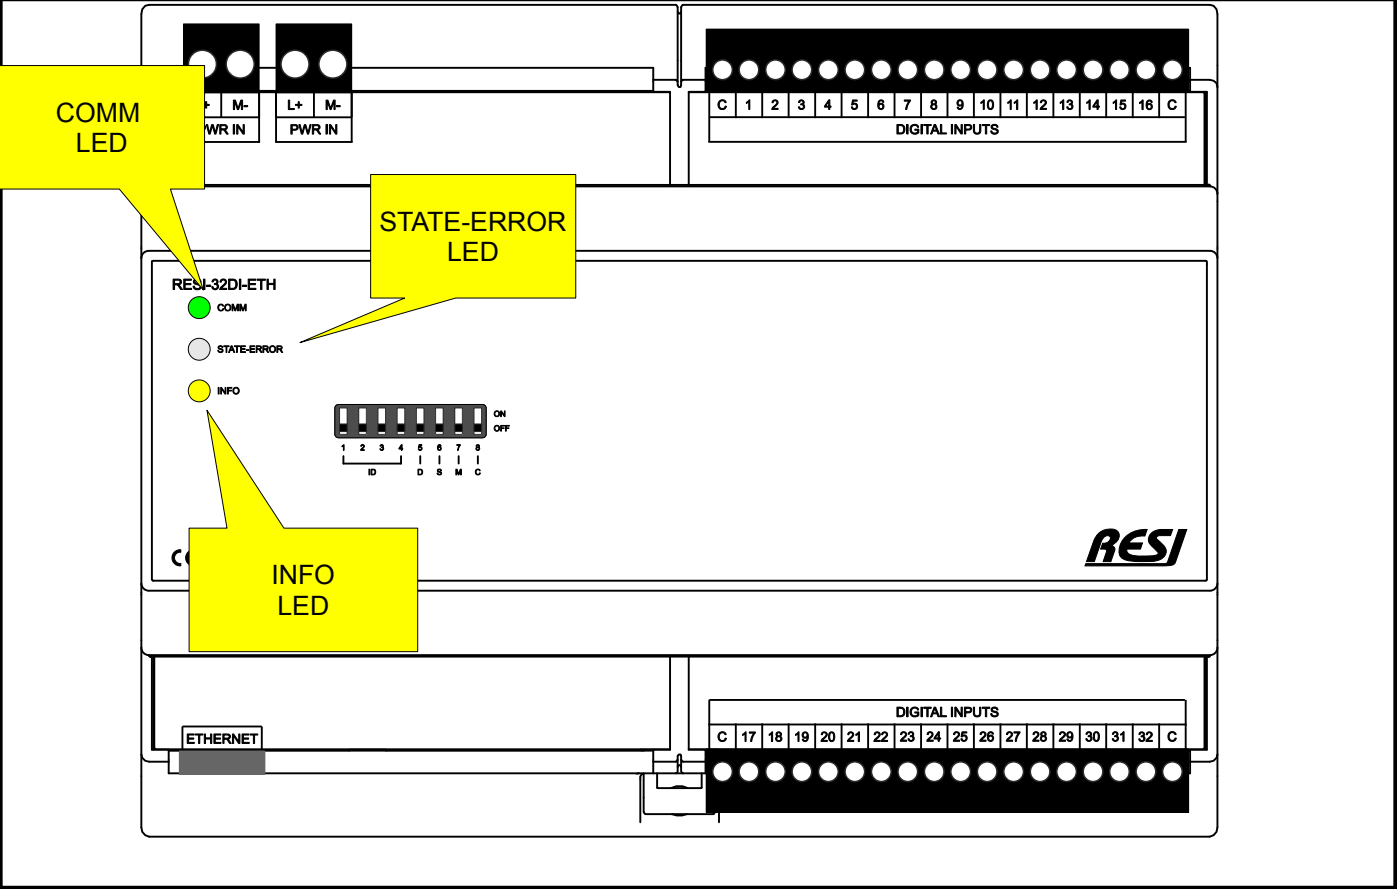 COMM
LED
+ M- L+ M-
PWR IN PWR IN
C 1 2 3 4 5 6 7 8 9 10 11 12 13 14 15 16 C
DIGITAL INPUTS
STATE-ERROR
LED
RESI-32DI-ETH
COMM
STATE-ERROR
INFO
ON
OFF
1 2 3 4 5 6 7 8
ID D S M C
INFO
LED
RESI
DIGITAL INPUTS
C 17 18 19 20 21 22 23 24 25 26 27 28 29 30 31 32 C
ETHERNET